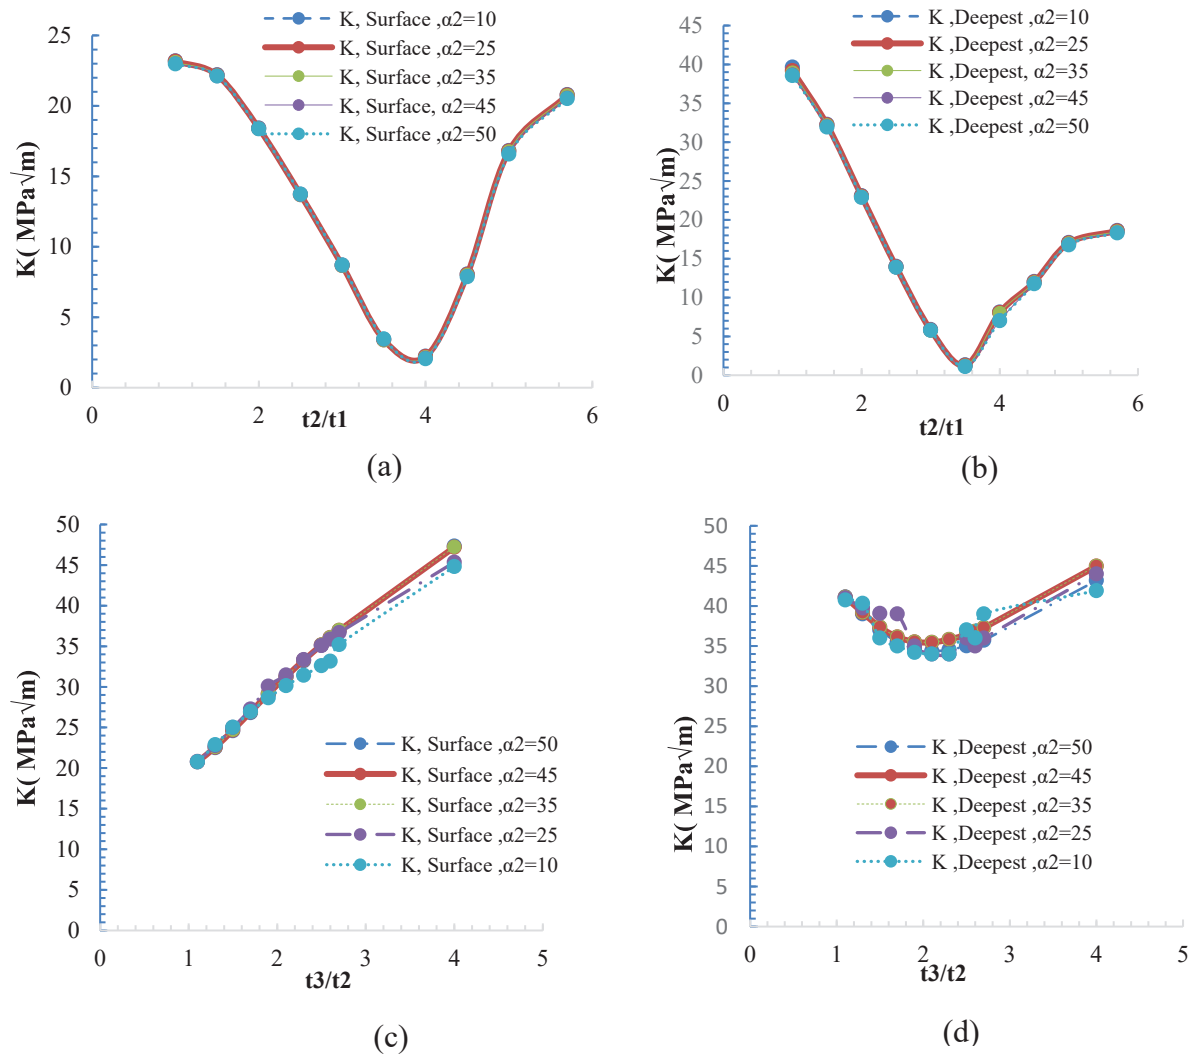 K, Surface ,α2=10
K, Surface ,α2=25
K, Surface ,α2=35
K, Surface, α2=45
K, Surface ,α2=50
25
20
15
10
5
0
K( MPa√m)
0 2 4 6
t2/t1
(a)
K ,Deepest ,α2=10
K ,Deepest ,α2=25
K ,Deepest, α2=35
K ,Deepest ,α2=45
K ,Deepest ,α2=50
45
40
35
30
25
20
15
10
5
0
K( MPa√m)
0 2 4 6
t2/t1
(b)
50
45
40
35
30
25
20
15
10
5
0
K( MPa√m)
K, Surface ,α2=50
K, Surface ,α2=45
K, Surface ,α2=35
K, Surface ,α2=25
K, Surface ,α2=10
0 1 2 3 4 5
t3/t2
(c)
50
45
40
35
30
25
20
15
10
5
0
K( MPa√m)
K ,Deepest ,α2=50
K ,Deepest ,α2=45
K ,Deepest ,α2=35
K ,Deepest ,α2=25
K ,Deepest ,α2=10
0 1 2 3 4 5
t3/t2
(d)